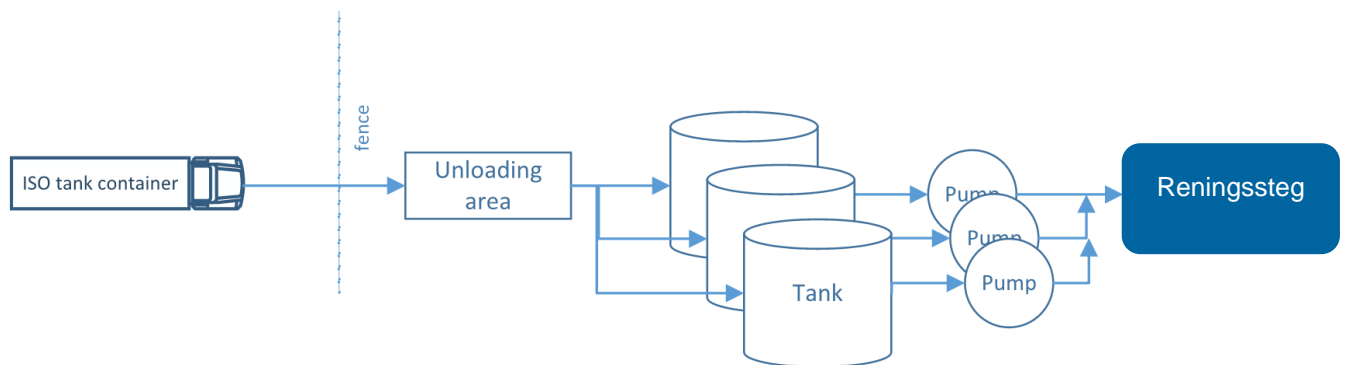 ISO tank container
fence
Unloading
area
Tank
Pump
Pump
Pump
Reningssteg